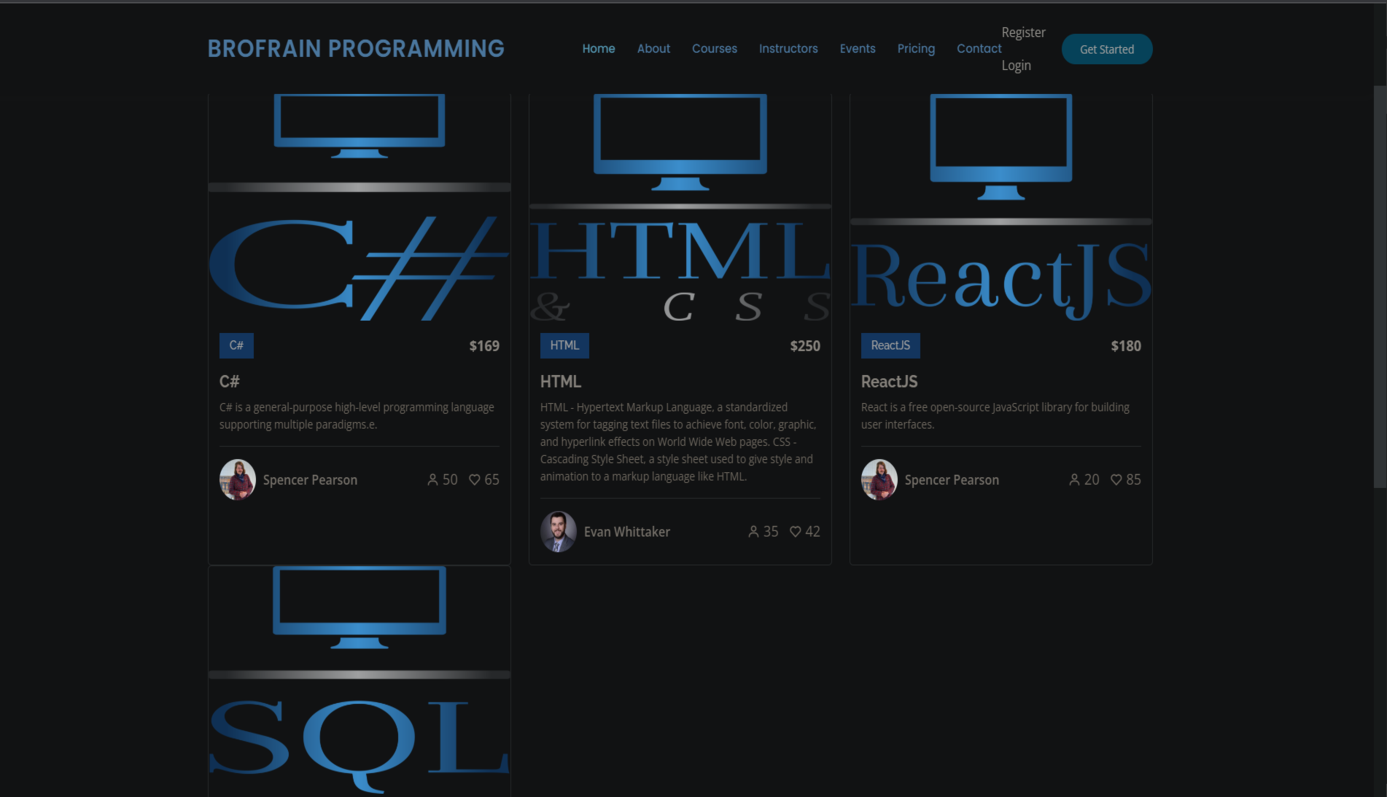 BROFRAIN PROGRAMMING
Home About Courses Instructors Events Pricing Contact
Register
Login
Get Started
C#
C# $169
C#
C# is a general-purpose high-level programming language
supporting multiple paradigms.e.
Spencer Pearson 50 65
HTML
& C S S
HTML $250
HTML
HTML - Hypertext Markup Language, a standardized
system for tagging text files to achieve font, color, graphic,
and hyperlink effects on World Wide Web pages. CSS -
Cascading Style Sheet, a style sheet used to give style and
animation to a markup language like HTML.
Evan Whittaker 35 42
ReactJS
ReactJS $180
ReactJS
React is a free open-source JavaScript library for building
user interfaces.
Spencer Pearson 20 85
SQL